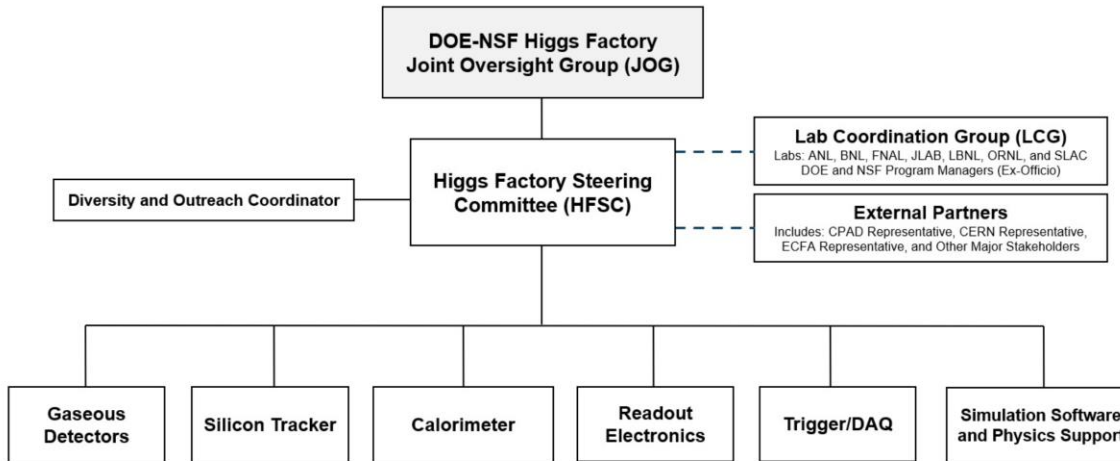 DOE-NSF Higgs Factory
Joint Oversight Group (JOG)
Lab Coordination Group (LCG)
Labs: ANL, BNL, FNAL, JLAB, LBNL, ORNL, and SLAC
DOE and NSF Program Managers (Ex-Officio)
Higgs Factory Steering
Committee (HFSC)
Diversity and Outreach Coordinator
External Partners
Includes: CPAD Representative, CERN Representative,
ECFA Representative, and Other Major Stakeholders
Gaseous
Detectors
Silicon Tracker
Calorimeter
Readout
Electronics
Trigger/DAQ
Simulation Software
and Physics Support